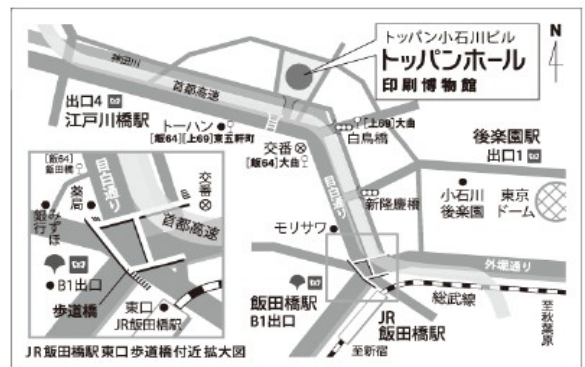 トッパン小石川ビル
トッパンホール
印刷博物館
N
神田川
首都高速
出口4
江戸川橋駅
トーハン
[飯64][上69]東五軒町
目白通り
交番
[飯64]大曲
[上69]大曲
白鳥橋
後楽園駅
出口1
新隆慶橋
小石川
後楽園
東京
ドーム
モリサワ
外堀通り
飯田橋駅
B1出口
JR
飯田橋駅
総武線
至秋葉原
至新宿
[飯64]
飯田橋
目白通り
交番
薬局
みずほ
銀行
首都高速
B1出口
歩道橋
東口
JR飯田橋駅
JR飯田橋駅東口歩道橋付近拡大図